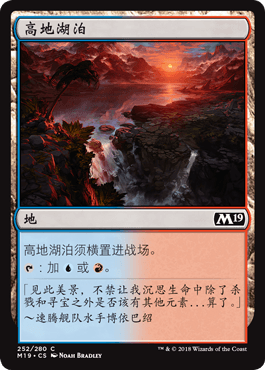 高地湖泊
地
M19
高地湖泊须横置进战场。
:加或。
「见此美景,不禁让我沉思生命中除了杀
戮和寻宝之外是否该有其他元素...算了。」
~速腾舰队水手博依巴绍
252/280 C
M19 • CS NOAH BRADLEY
™ & © 2018 Wizards of the Coast